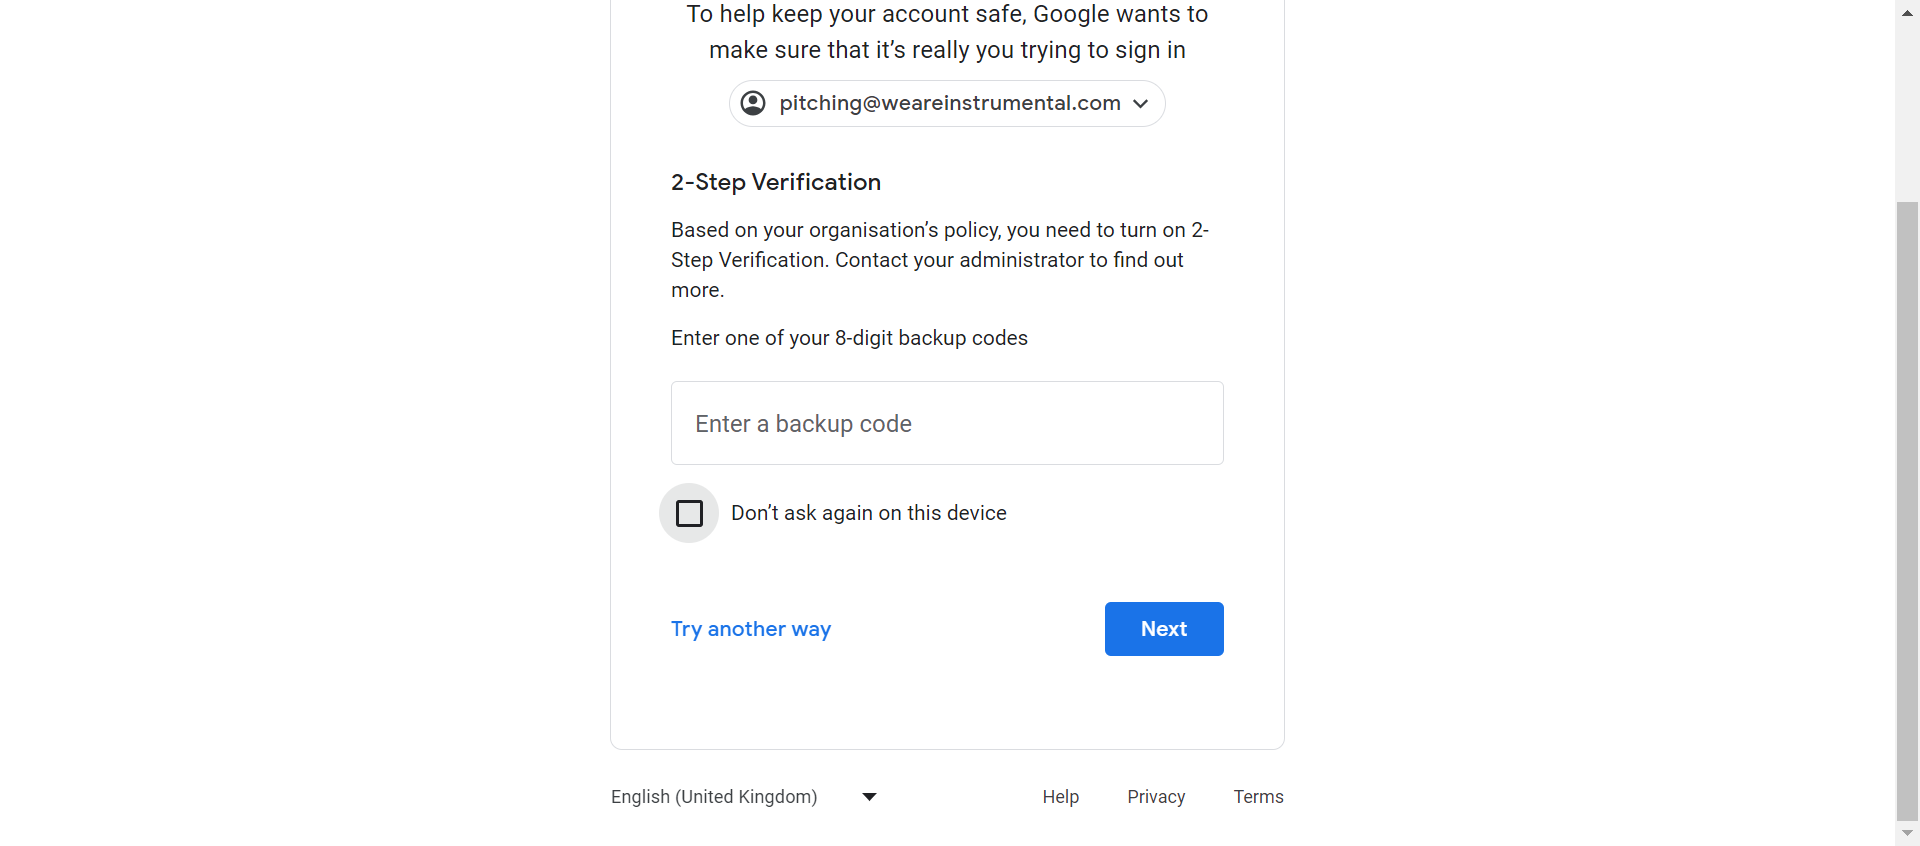 To help keep your account safe, Google wants to
make sure that it’s really you trying to sign in
pitching@weareinstrumental.com
2-Step Verification
Based on your organisation’s policy, you need to turn on 2-
Step Verification. Contact your administrator to find out
more.
Enter one of your 8-digit backup codes
Enter a backup code
Don’t ask again on this device
Try another way
Next
English (United Kingdom)
Help
Privacy
Terms